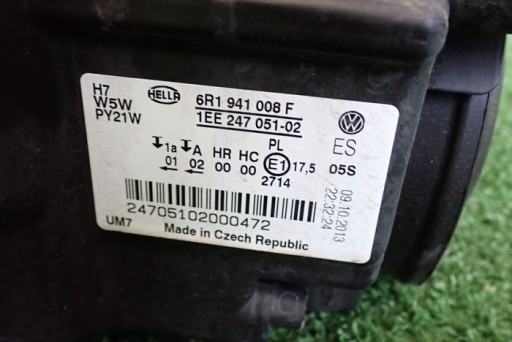 H7
W5W
PY21W
HELLA
6R1 941 008 F
1EE 247 051-02
VW
ES
05S
1a A HR HC PL
01 02 00 00 E1 17,5
2714
24705102000472
UM7 Made in Czech Republic
09.10.2013
22:32:24